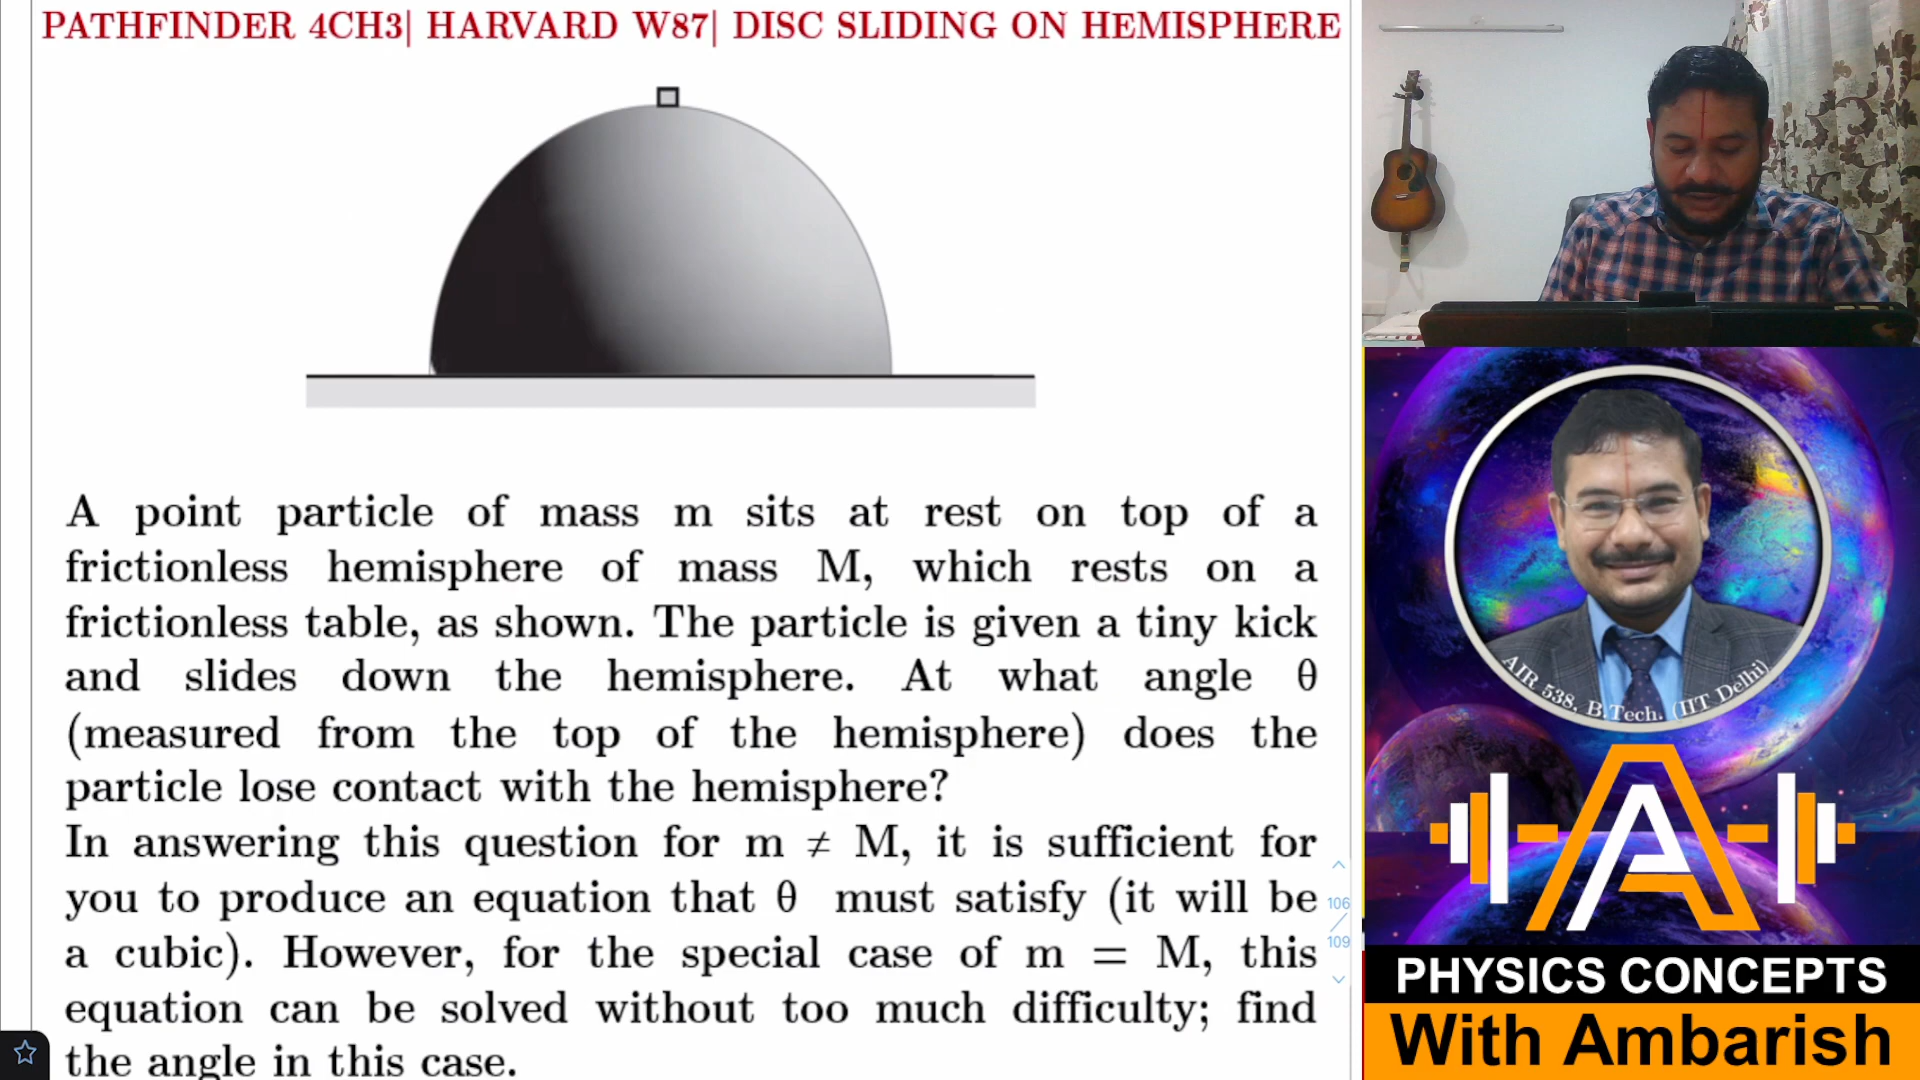 PATHFINDER 4CH3| HARVARD W87| DISC SLIDING ON HEMISPHERE
A point particle of mass m sits at rest on top of a
frictionless hemisphere of mass M, which rests on a
frictionless table, as shown. The particle is given a tiny kick
and slides down the hemisphere. At what angle θ
(measured from the top of the hemisphere) does the
particle lose contact with the hemisphere?
In answering this question for m ≠ M, it is sufficient for
you to produce an equation that θ must satisfy (it will be
a cubic). However, for the special case of m = M, this
equation can be solved without too much difficulty; find
the angle in this case.
106
109
AIR 538, B.Tech. (IIT Delhi)
A
PHYSICS CONCEPTS
With Ambarish